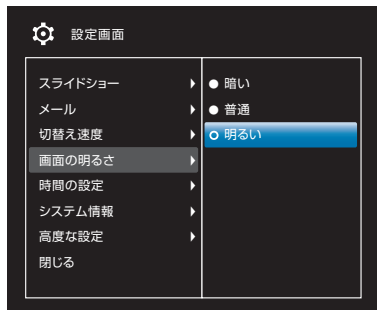 設定画面
スライドショー
メール
切替え速度
画面の明るさ
時間の設定
システム情報
高度な設定
閉じる
暗い
普通
明るい